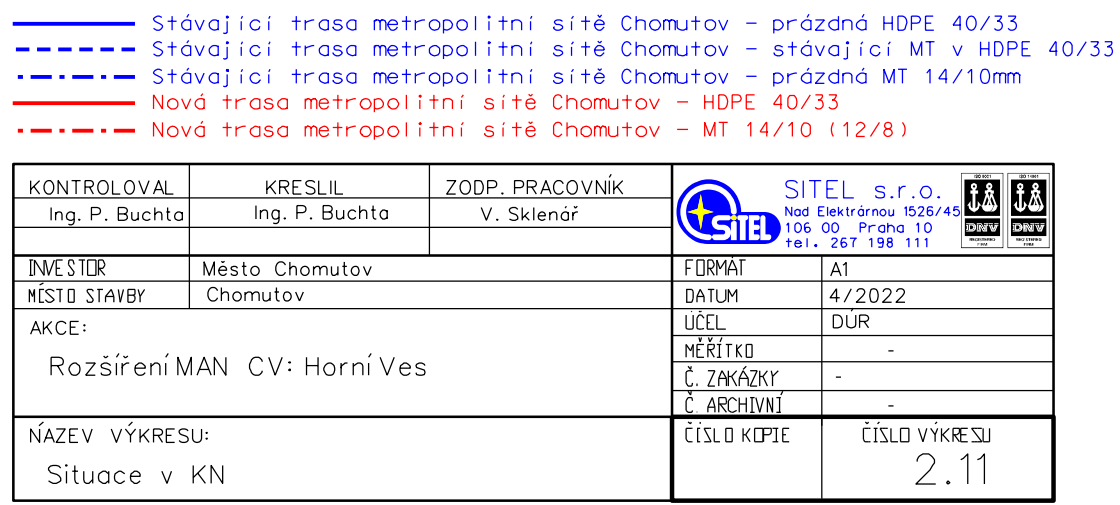 Stávající trasa metropolitní sítě Chomutov - prázdná HDPE 40/33
Stávající trasa metropolitní sítě Chomutov - stávající MT v HDPE 40/33
Stávající trasa metropolitní sítě Chomutov - prázdná MT 14/10mm
Nová trasa metropolitní sítě Chomutov - HDPE 40/33
Nová trasa metropolitní sítě Chomutov - MT 14/10 (12/8)
KONTROLOVAL KRESLIL ZODP. PRACOVNÍK
Ing. P. Buchta Ing. P. Buchta V. Sklenář
SiTEL
SITEL s.r.o.
Nad Elektrárnou 1526/45
106 00 Praha 10
tel. 267 198 111
ISO 9001 ISO 14001
DNV DNV
INVESTOR Město Chomutov
MÍSTO STAVBY Chomutov
AKCE:
Rozšíření MAN CV: Horní Ves
FORMÁT A1
DATUM 4/2022
ÚČEL DÚR
MĚŘÍTKO -
Č. ZAKÁZKY -
Č. ARCHIVNÍ -
NÁZEV VÝKRESU:
Situace v KN
ČÍSLO KOPIE
ČÍSLO VÝKRESU
2.11